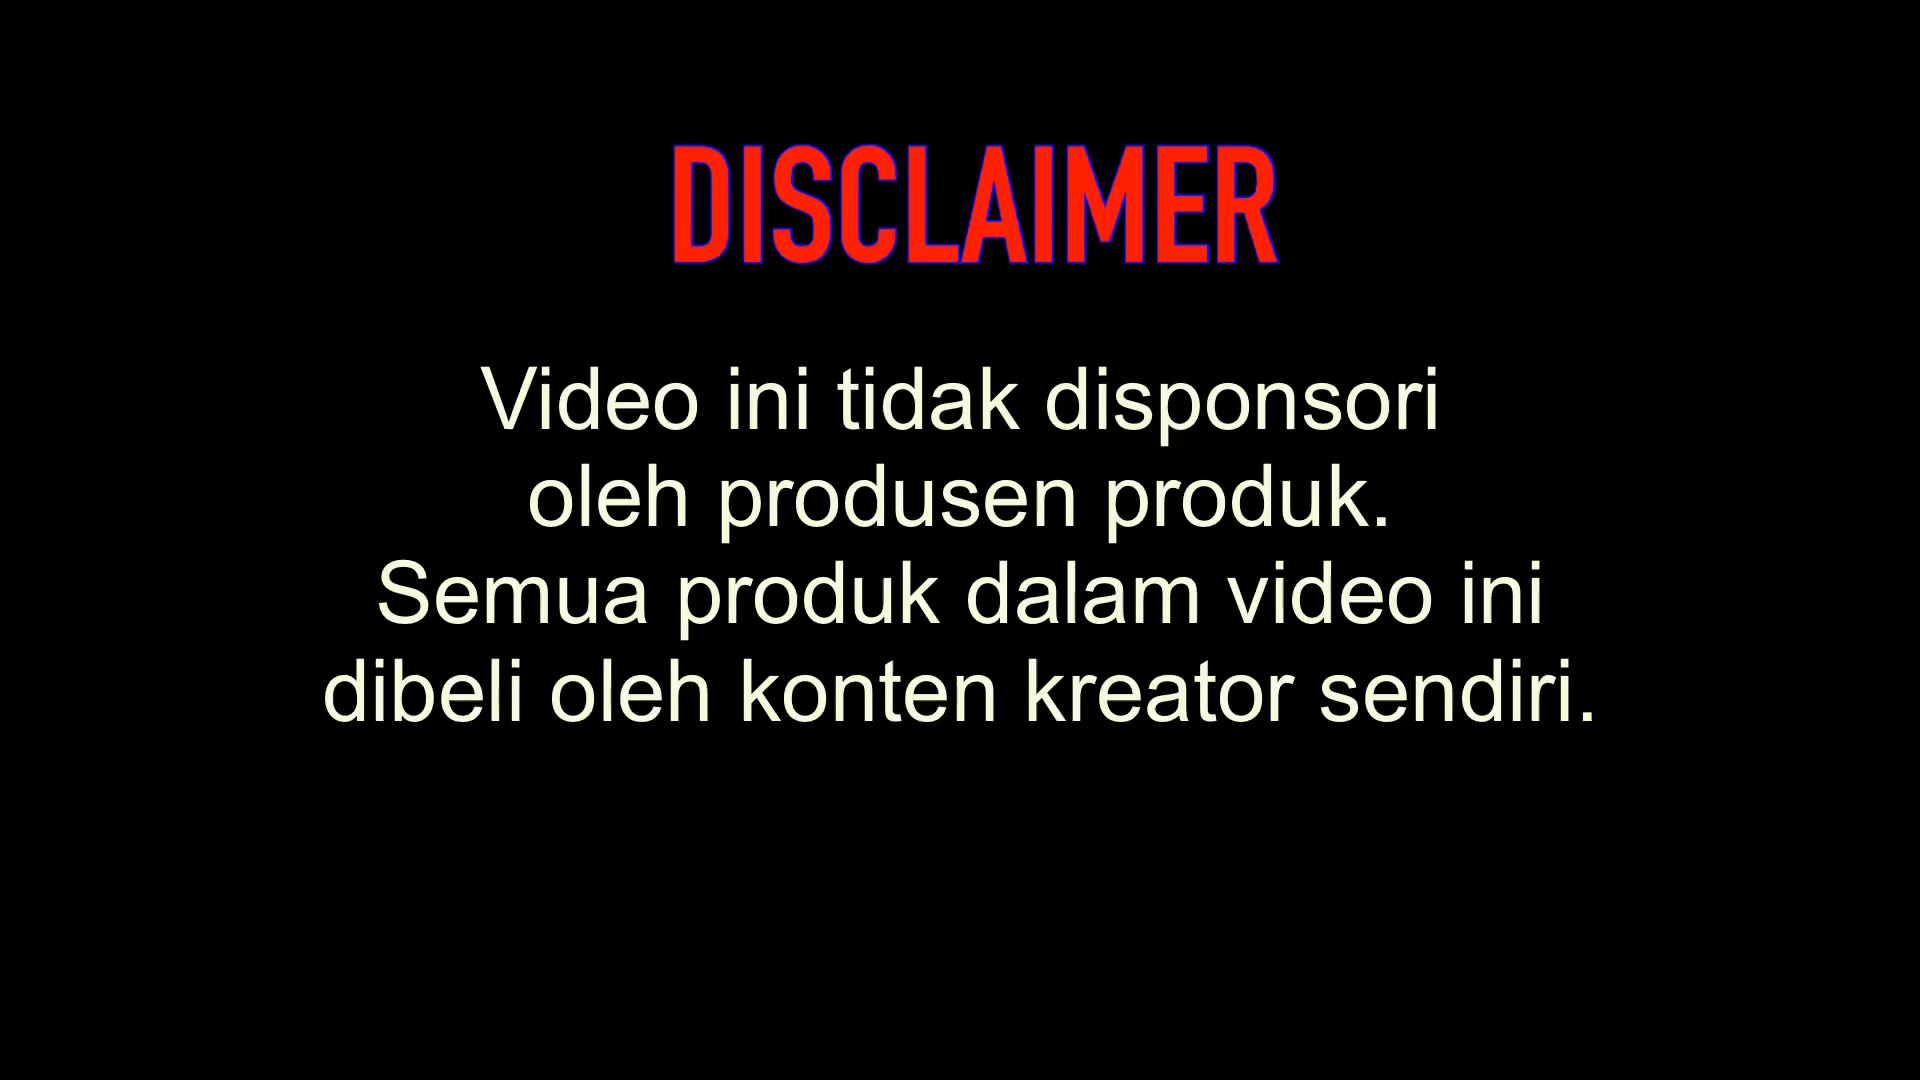 DISCLAIMER
Video ini tidak disponsori
oleh produsen produk.
Semua produk dalam video ini
dibeli oleh konten kreator sendiri.